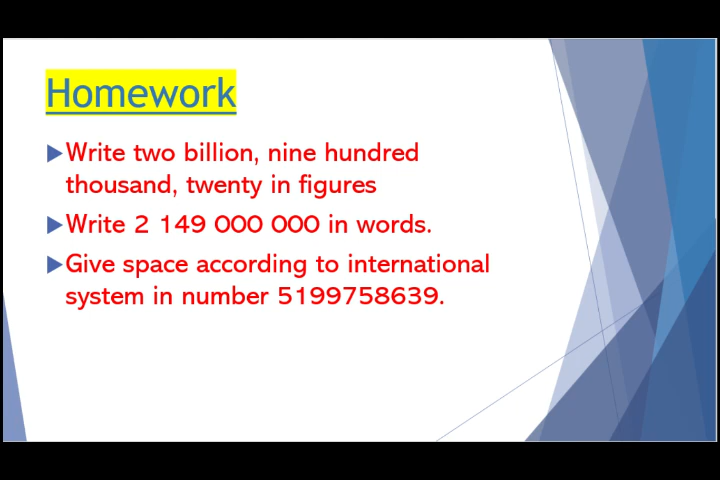 Homework
Write two billion, nine hundred
thousand, twenty in figures
Write 2 149 000 000 in words.
Give space according to international
system in number 5199758639.